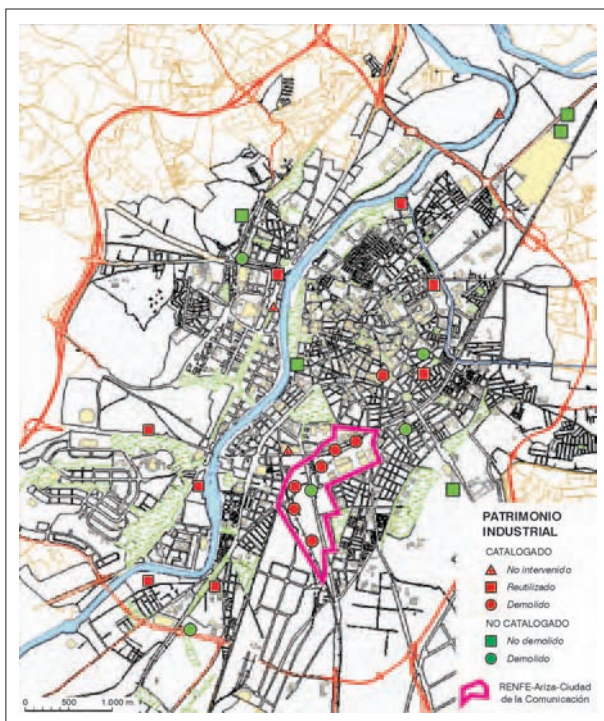 PATRIMONIO
INDUSTRIAL
CATALOGADO
No intervenido
Reutilizado
Demolido
NO CATALOGADO
No demolido
Demolido
RENFE-Ariza-Ciudad
de la Comunicación
0 500 1.000 m.